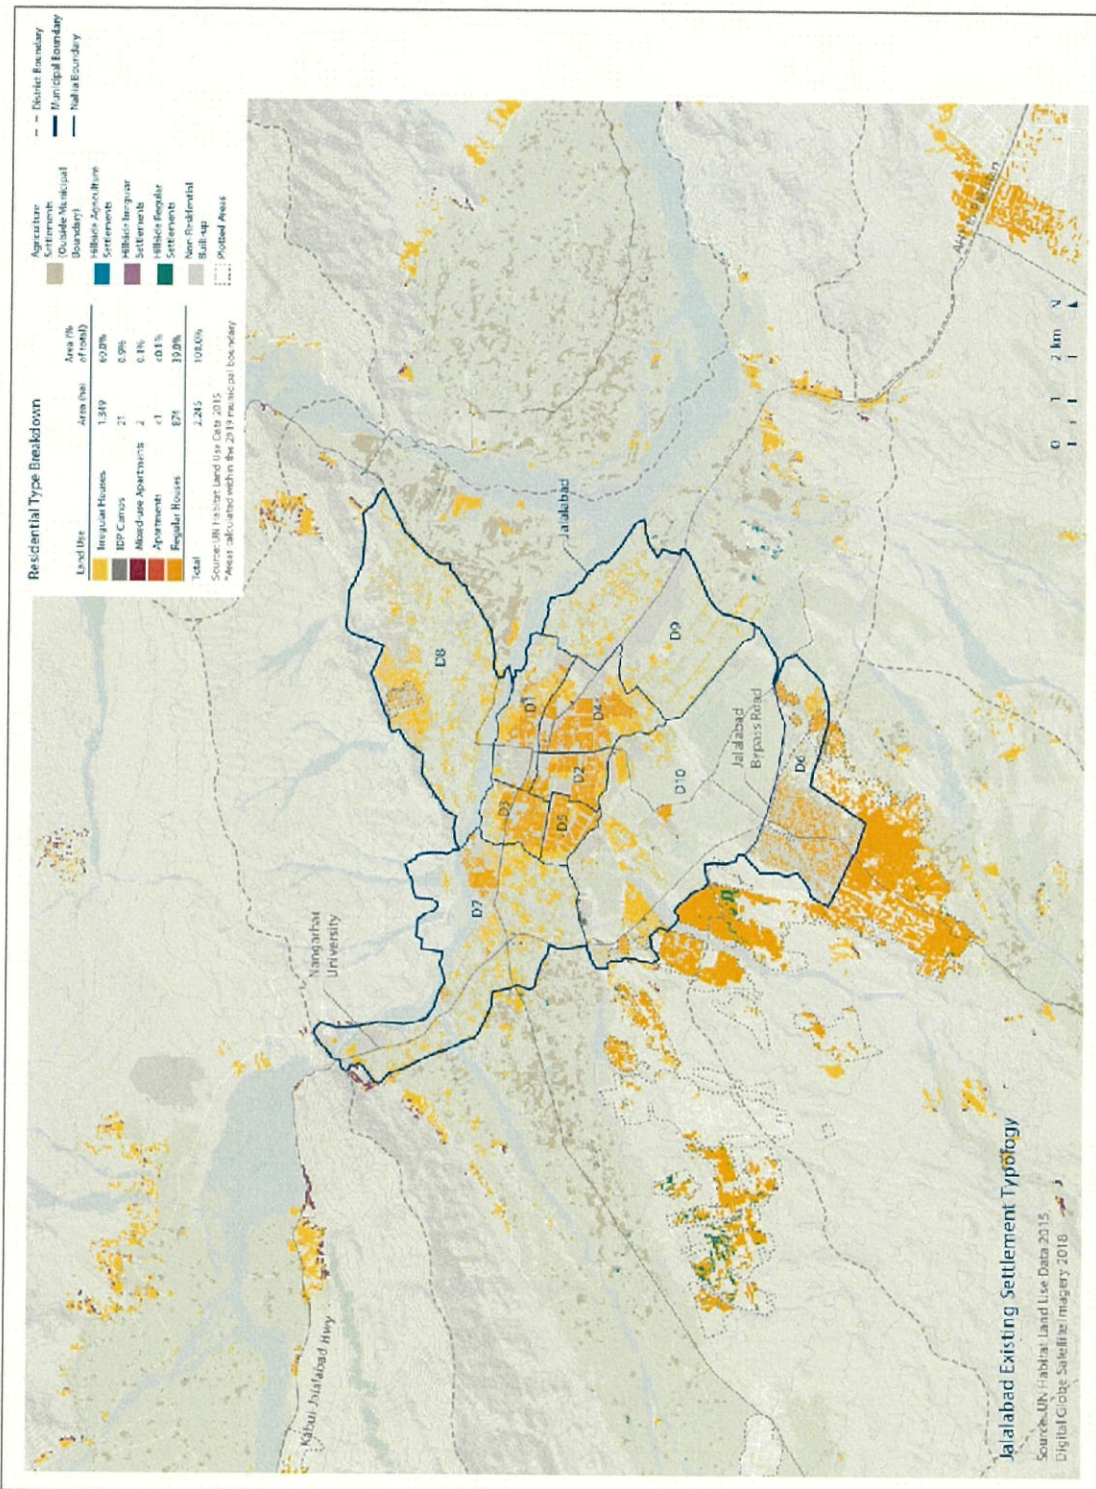 Residential Type Breakdown
Land Use Area (ha) Area (% of total)
Irregular Houses 1,349 60.0%
IDP Camps 21 0.9%
Mixed-use Apartments 2 0.1%
Apartments <1 <0.1%
Regular Houses 874 39.0%
Total 2,245 100.0%
Source: UN Habitat Land Use Data 2015
*Areas calculated within the 2019 municipal boundary
Agriculture
Settlements
(Outside Municipal
Boundary)
Hillside Agriculture
Settlements
Hillside Irregular
Settlements
Hillside Regular
Settlements
Non-Residential
Built-up
Plotted Areas
District Boundary
Municipal Boundary
Nahia Boundary
Nangarhar
University
Kabul-Jalalabad Hwy
Jalalabad
D8
D7
D3
D1
D5
D2
D4
D9
D10
Jalalabad
Bypass Road
D6
0 1 2 km N
Jalalabad Existing Settlement Typology
Source: UN Habitat Land Use Data 2015
Digital Globe Satellite Imagery 2018